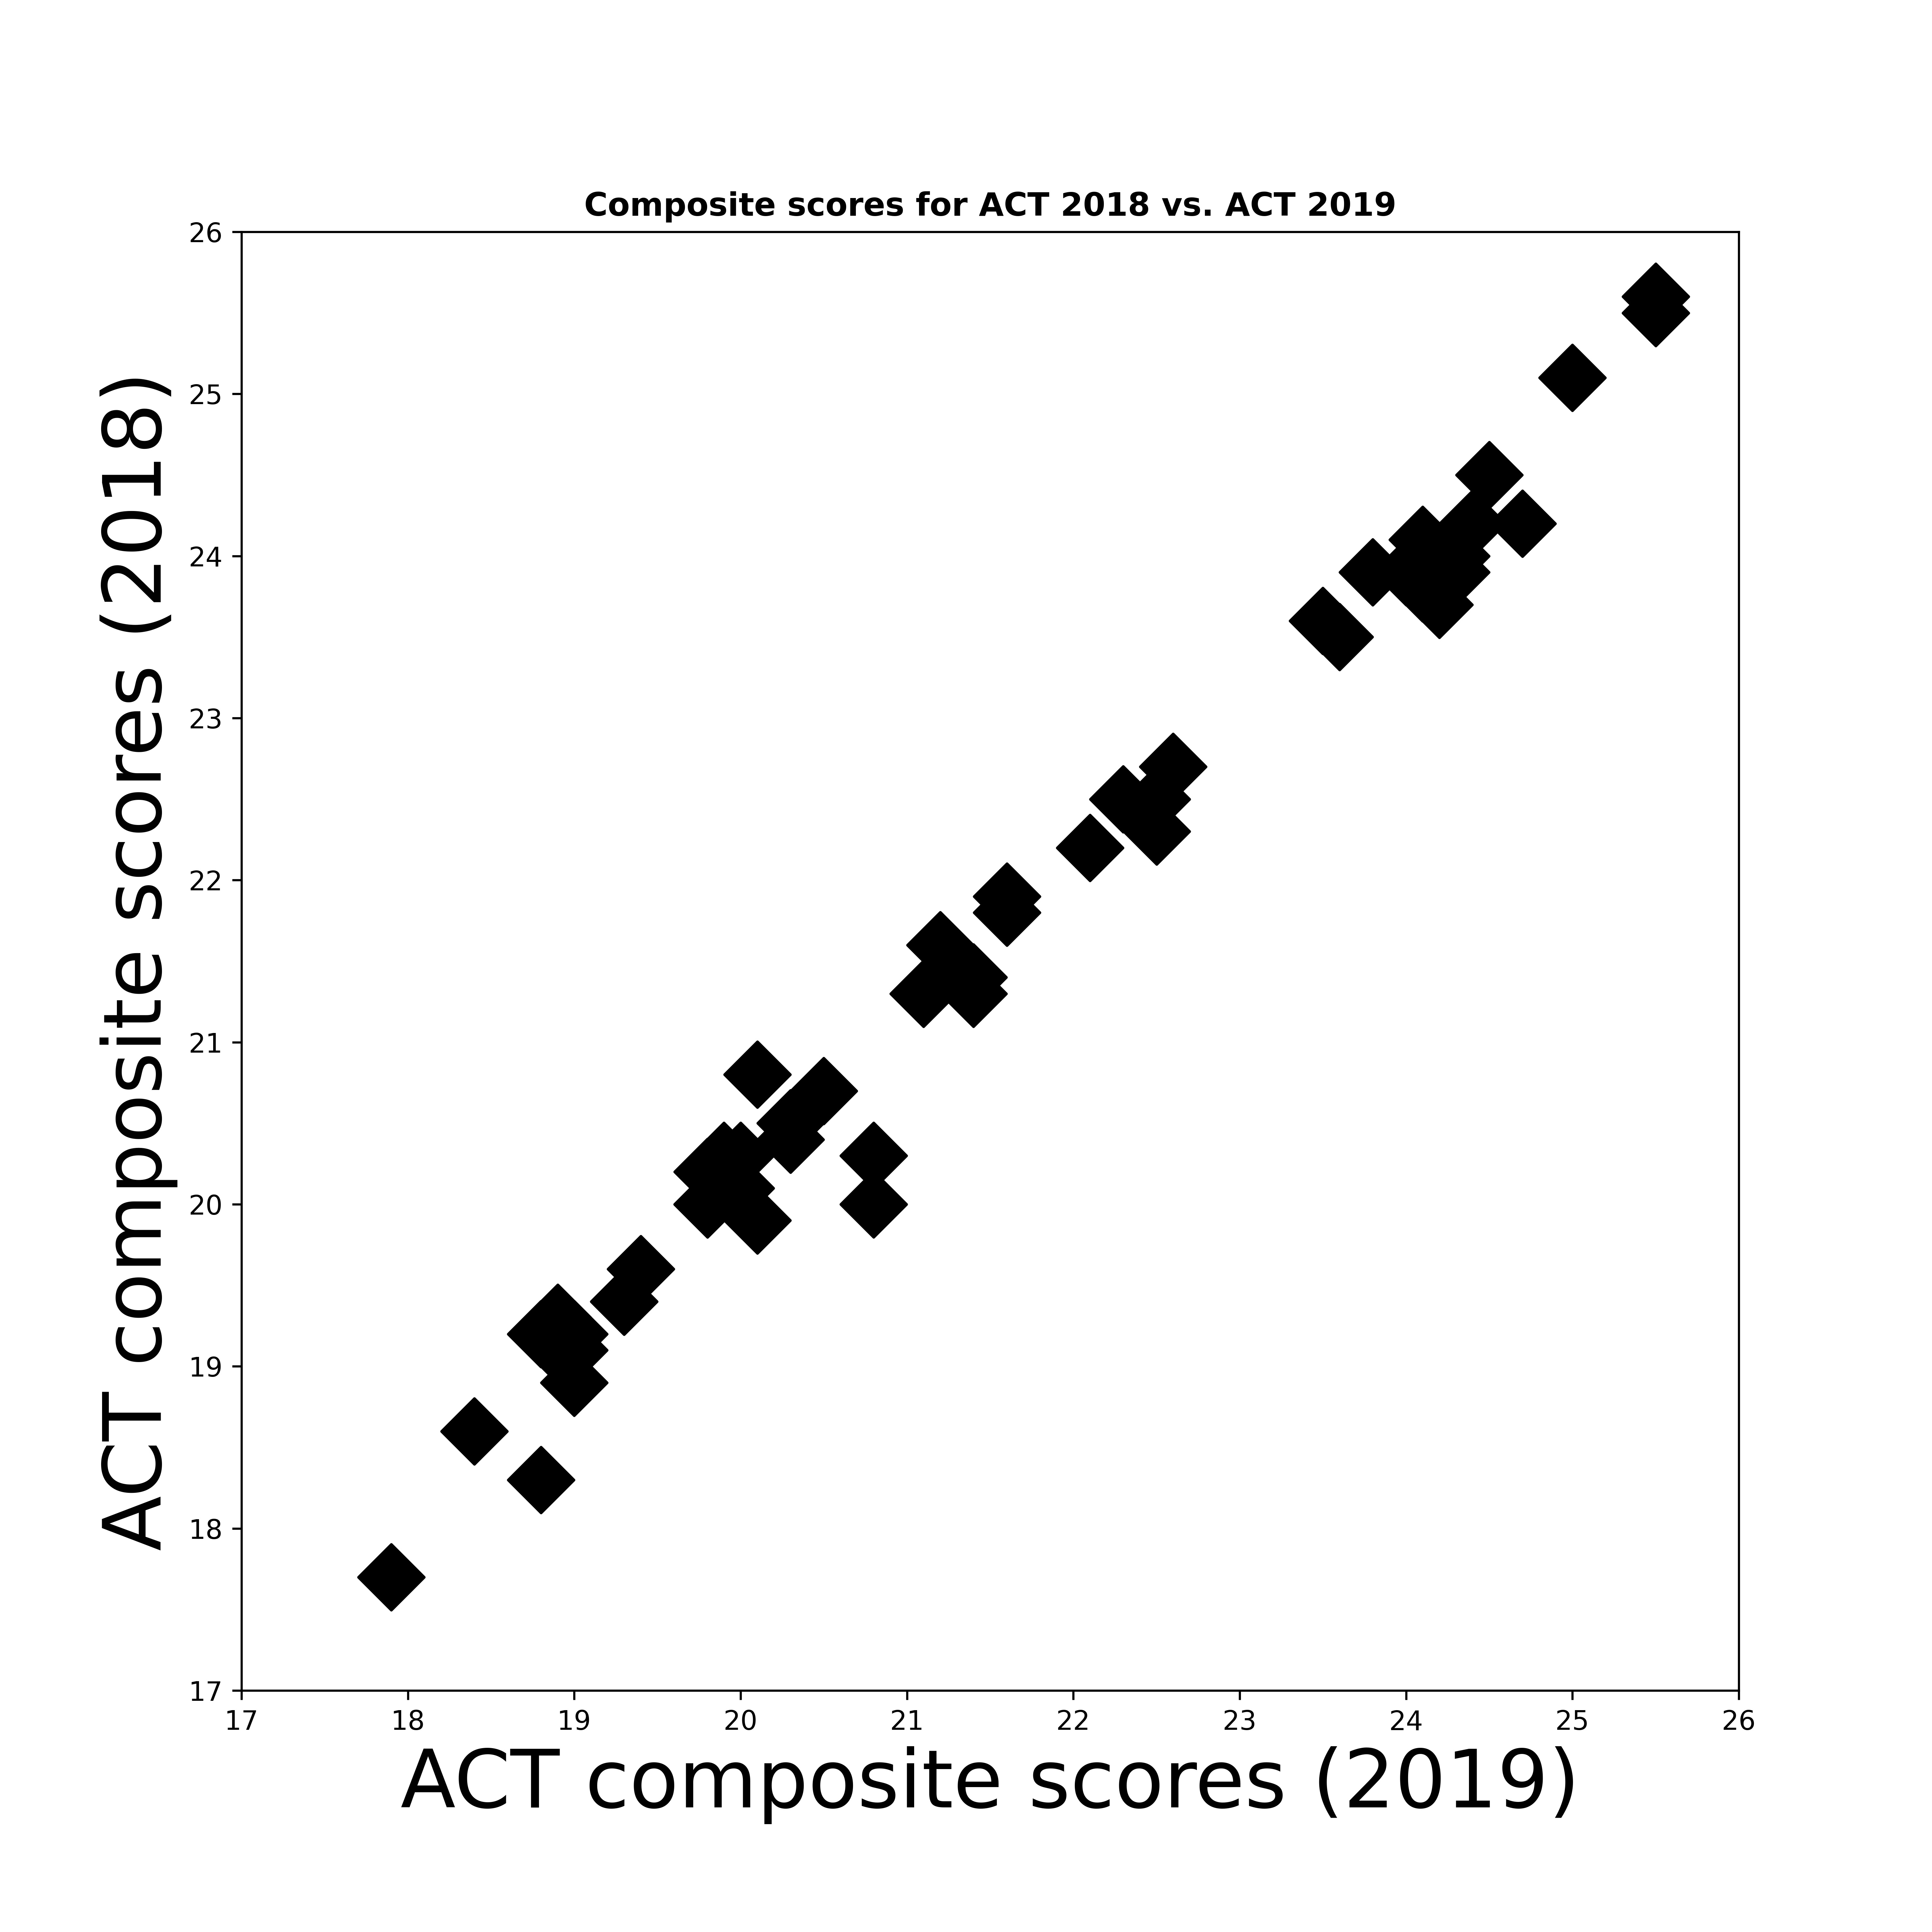 Composite scores for ACT 2018 vs. ACT 2019
26
25
24
23
22
21
20
19
18
17
ACT composite scores (2018)
17 18 19 20 21 22 23 24 25 26
ACT composite scores (2019)